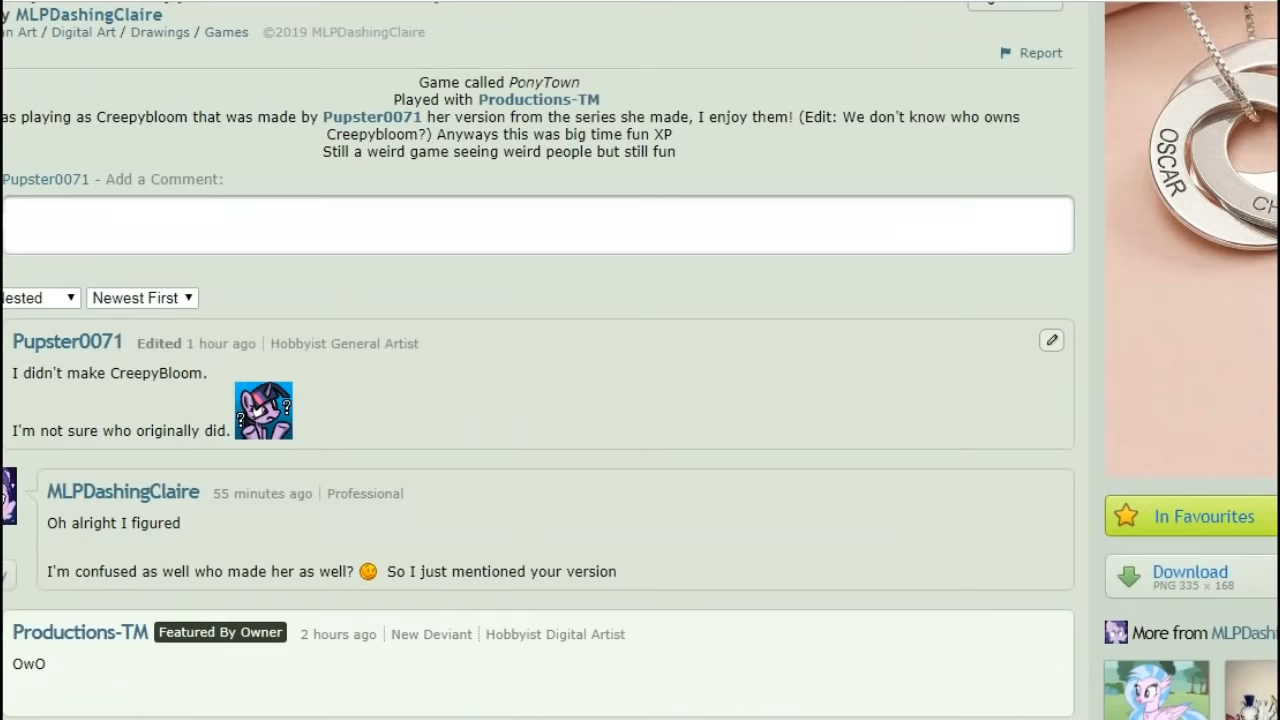 y MLPDashingClaire
n Art / Digital Art / Drawings / Games ©2019 MLPDashingClaire
Report
Game called PonyTown
Played with Productions-TM
as playing as Creepybloom that was made by Pupster0071 her version from the series she made, I enjoy them! (Edit: We don't know who owns
Creepybloom?) Anyways this was big time fun XP
Still a weird game seeing weird people but still fun
Pupster0071 - Add a Comment:
ested Newest First
Pupster0071 Edited 1 hour ago Hobbyist General Artist
I didn't make CreepyBloom.
I'm not sure who originally did.
? ?
MLPDashingClaire 55 minutes ago Professional
Oh alright I figured
I'm confused as well who made her as well? So I just mentioned your version
y
Productions-TM Featured By Owner 2 hours ago New Deviant Hobbyist Digital Artist
OwO
OSCAR
CH
In Favourites
Download
PNG 335 × 168
More from MLPDash